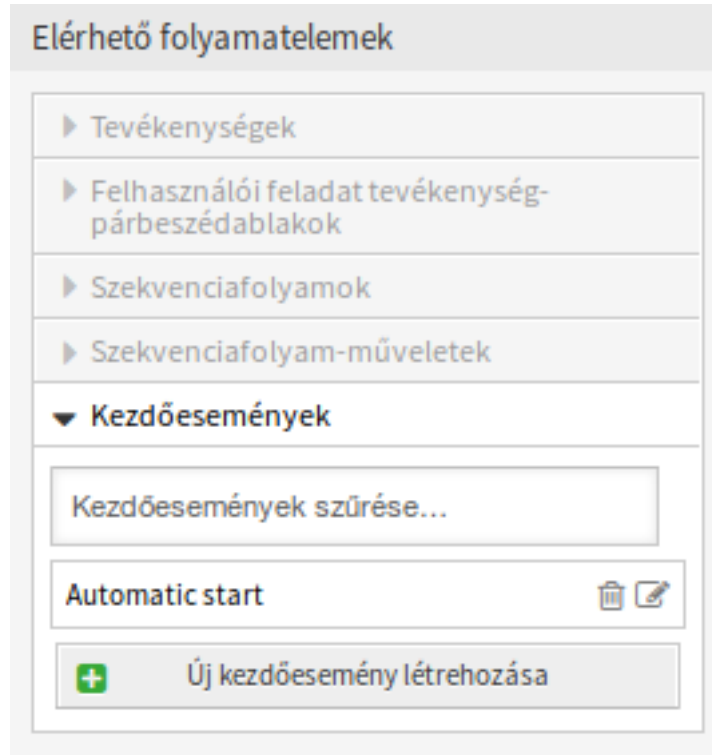 Elérhető folyamatelemek
Tevékenységek
Felhasználói feladat tevékenység-
párbeszédablakok
Szekvenciafolyamok
Szekvenciafolyam-műveletek
Kezdőesemények
Kezdőesemények szűrése...
Automatic start
Új kezdőesemény létrehozása